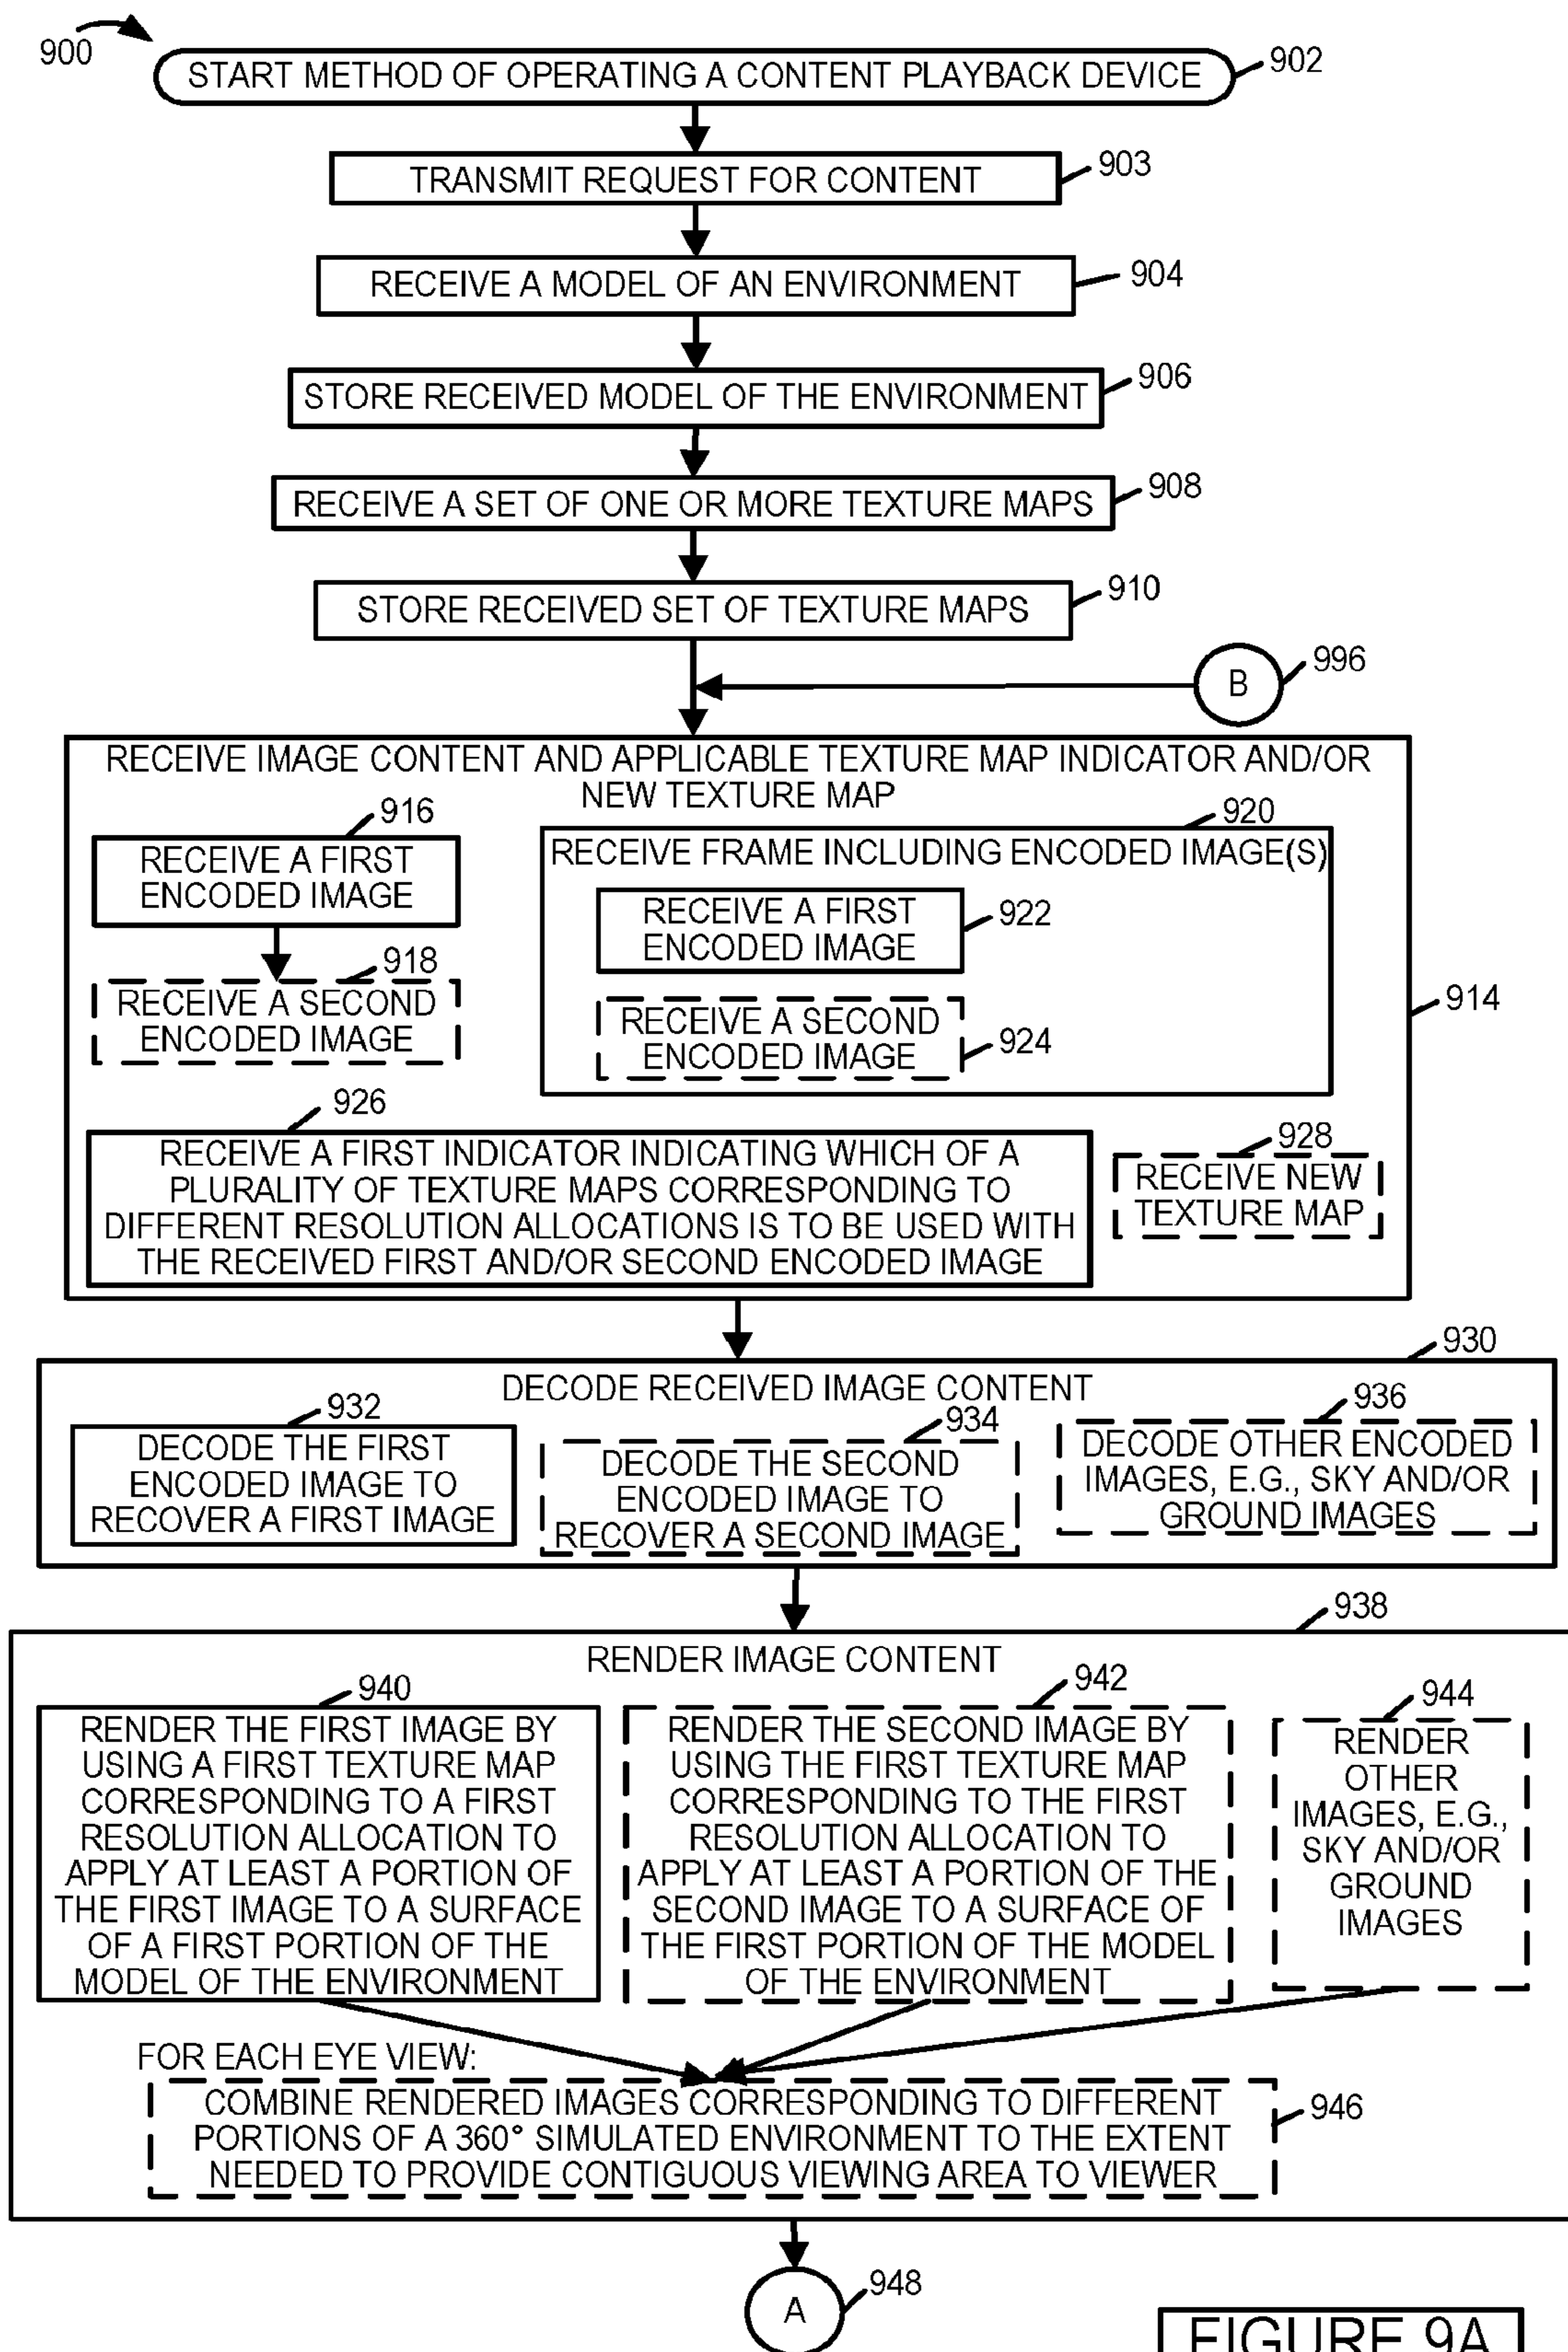 900
START METHOD OF OPERATING A CONTENT PLAYBACK DEVICE
902
TRANSMIT REQUEST FOR CONTENT
903
RECEIVE A MODEL OF AN ENVIRONMENT
904
STORE RECEIVED MODEL OF THE ENVIRONMENT
906
RECEIVE A SET OF ONE OR MORE TEXTURE MAPS
908
STORE RECEIVED SET OF TEXTURE MAPS
910
B
996
RECEIVE IMAGE CONTENT AND APPLICABLE TEXTURE MAP INDICATOR AND/OR
NEW TEXTURE MAP
914
916
RECEIVE A FIRST
ENCODED IMAGE
918
RECEIVE A SECOND
ENCODED IMAGE
920
RECEIVE FRAME INCLUDING ENCODED IMAGE(S)
RECEIVE A FIRST
ENCODED IMAGE
922
RECEIVE A SECOND
ENCODED IMAGE
924
926
RECEIVE A FIRST INDICATOR INDICATING WHICH OF A
PLURALITY OF TEXTURE MAPS CORRESPONDING TO
DIFFERENT RESOLUTION ALLOCATIONS IS TO BE USED WITH
THE RECEIVED FIRST AND/OR SECOND ENCODED IMAGE
928
RECEIVE NEW
TEXTURE MAP
930
DECODE RECEIVED IMAGE CONTENT
932
DECODE THE FIRST
ENCODED IMAGE TO
RECOVER A FIRST IMAGE
934
DECODE THE SECOND
ENCODED IMAGE TO
RECOVER A SECOND IMAGE
936
DECODE OTHER ENCODED
IMAGES, E.G., SKY AND/OR
GROUND IMAGES
938
RENDER IMAGE CONTENT
940
RENDER THE FIRST IMAGE BY
USING A FIRST TEXTURE MAP
CORRESPONDING TO A FIRST
RESOLUTION ALLOCATION TO
APPLY AT LEAST A PORTION OF
THE FIRST IMAGE TO A SURFACE
OF A FIRST PORTION OF THE
MODEL OF THE ENVIRONMENT
942
RENDER THE SECOND IMAGE BY
USING THE FIRST TEXTURE MAP
CORRESPONDING TO THE FIRST
RESOLUTION ALLOCATION TO
APPLY AT LEAST A PORTION OF THE
SECOND IMAGE TO A SURFACE OF
THE FIRST PORTION OF THE MODEL
OF THE ENVIRONMENT
944
RENDER
OTHER
IMAGES, E.G.,
SKY AND/OR
GROUND
IMAGES
FOR EACH EYE VIEW:
COMBINE RENDERED IMAGES CORRESPONDING TO DIFFERENT
PORTIONS OF A 360° SIMULATED ENVIRONMENT TO THE EXTENT
NEEDED TO PROVIDE CONTIGUOUS VIEWING AREA TO VIEWER
946
A
948
FIGURE 9A